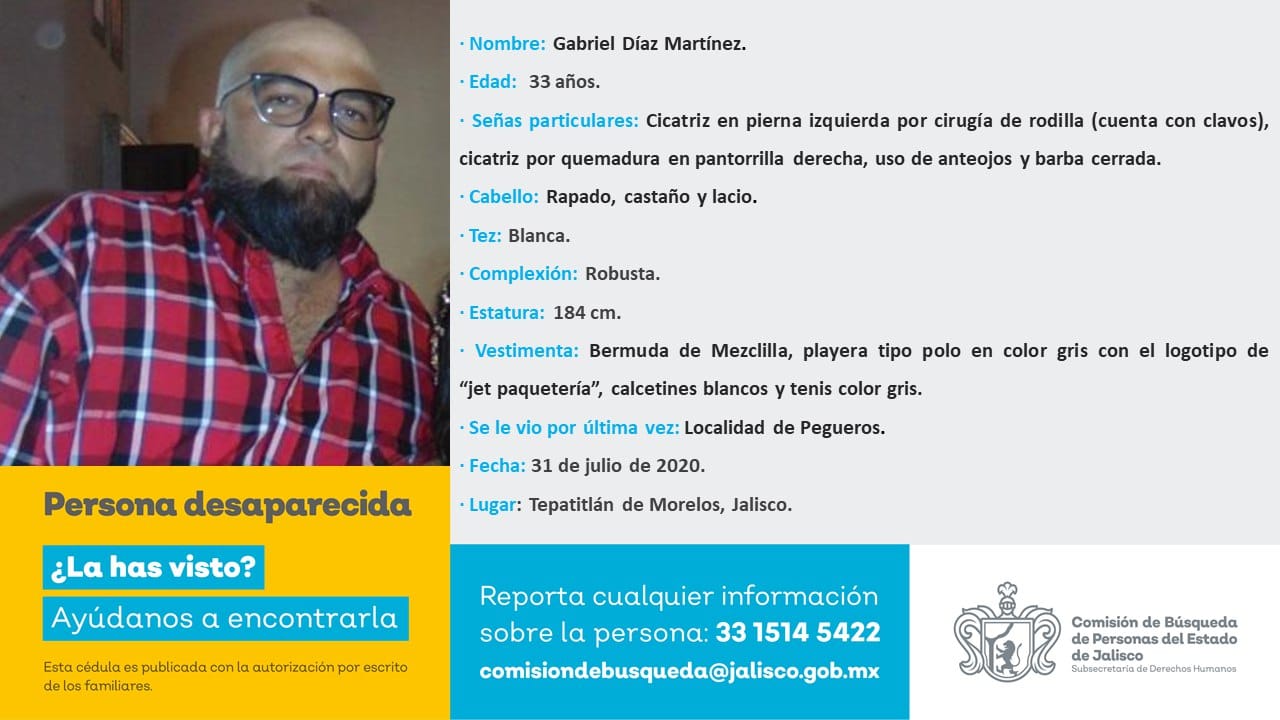 · Nombre: Gabriel Díaz Martínez.
· Edad: 33 años.
· Señas particulares: Cicatriz en pierna izquierda por cirugía de rodilla (cuenta con clavos),
cicatriz por quemadura en pantorrilla derecha, uso de anteojos y barba cerrada.
· Cabello: Rapado, castaño y lacio.
· Tez: Blanca.
· Complexión: Robusta.
· Estatura: 184 cm.
· Vestimenta: Bermuda de Mezclilla, playera tipo polo en color gris con el logotipo de
“jet paquetería”, calcetines blancos y tenis color gris.
· Se le vio por última vez: Localidad de Pegueros.
· Fecha: 31 de julio de 2020.
· Lugar: Tepatitlán de Morelos, Jalisco.
Persona desaparecida
¿La has visto?
Ayúdanos a encontrarla
Esta cédula es publicada con la autorización por escrito
de los familiares.
Reporta cualquier información
sobre la persona: 33 1514 5422
comisiondebusqueda@jalisco.gob.mx
Comisión de Búsqueda
de Personas del Estado
de Jalisco
Subsecretaría de Derechos Humanos